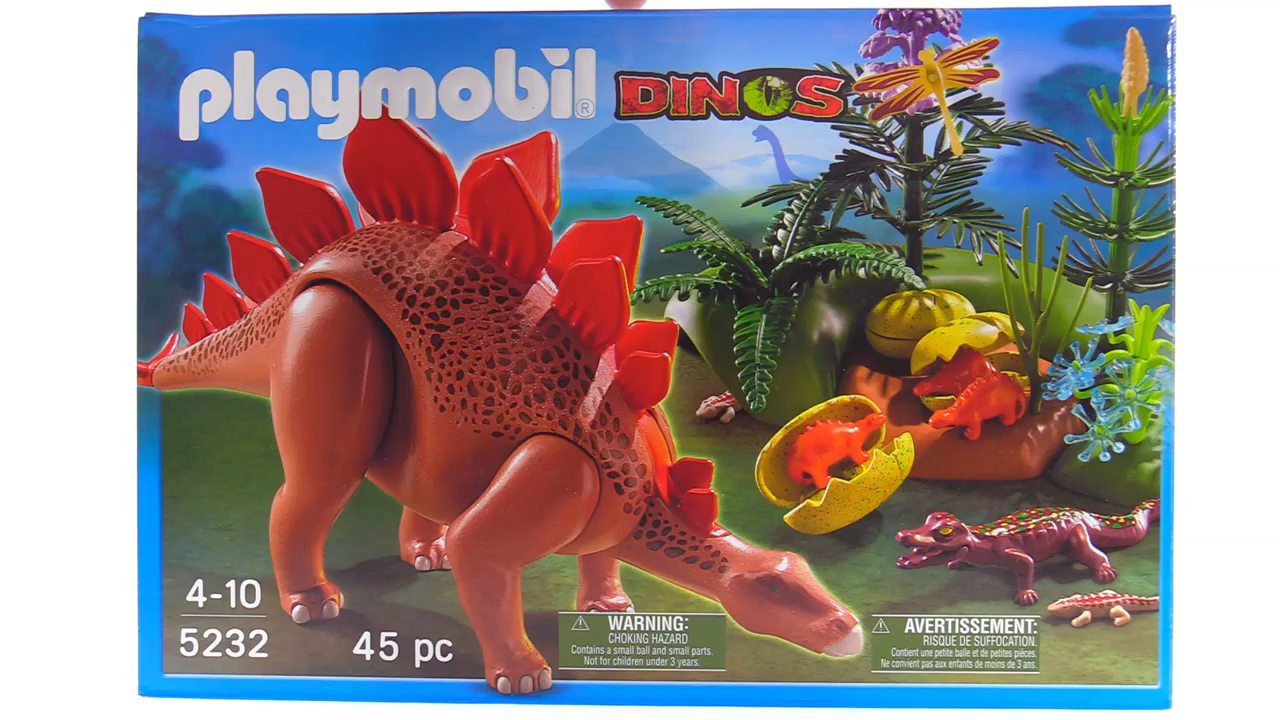 playmobil®
DINOS
4-10
5232
45 pc
⚠ WARNING:
CHOKING HAZARD
Contains a small ball and small parts.
Not for children under 3 years.
⚠ AVERTISSEMENT:
RISQUE DE SUFFOCATION.
Contient une petite balle et de petites pièces.
Ne convient pas aux enfants de moins de 3 ans.